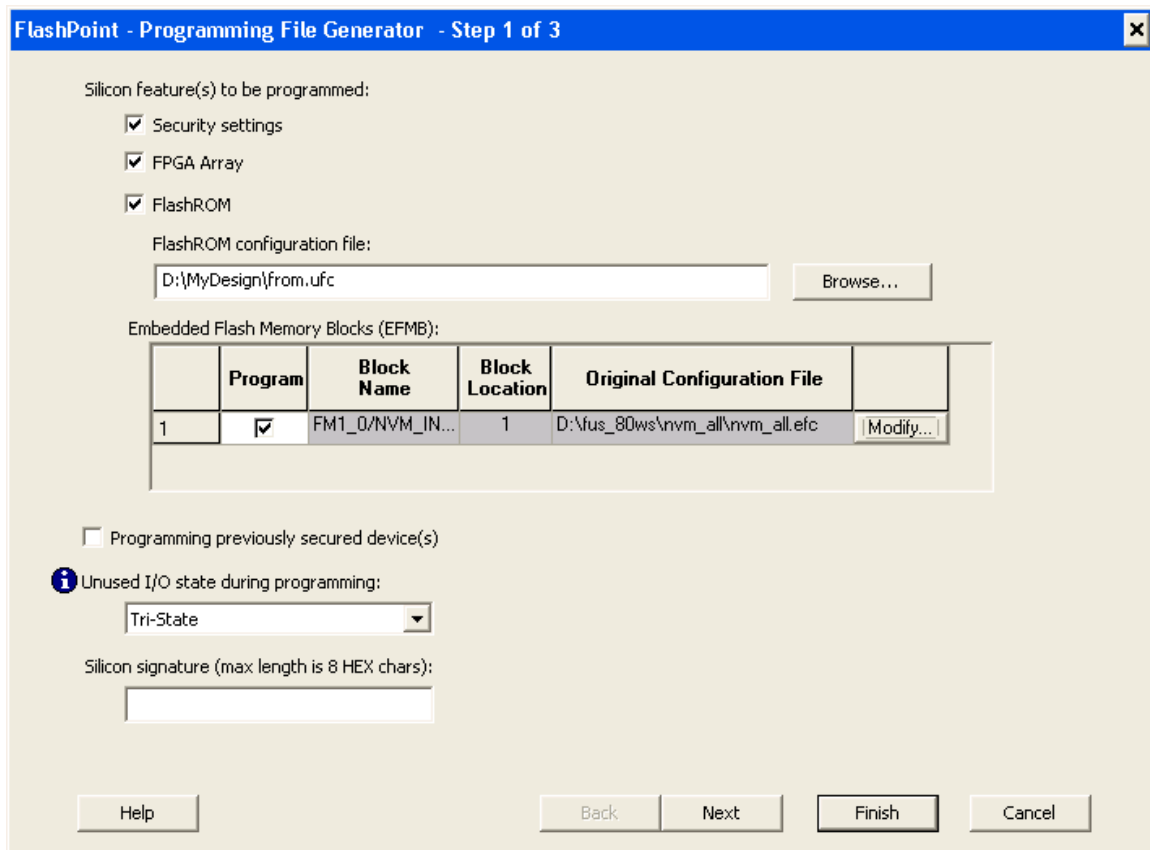 FlashPoint - Programming File Generator - Step 1 of 3
Silicon feature(s) to be programmed:
Security settings
FPGA Array
FlashROM
FlashROM configuration file:
D:\MyDesign\from.ufc Browse...
Embedded Flash Memory Blocks (EFMB):
Program Block Name Block Location Original Configuration File
1 FM1_0/NVM_IN... 1 D:\fus_80ws\nvm_all\nvm_all.efc Modify...
Programming previously secured device(s)
Unused I/O state during programming:
Tri-State
Silicon signature (max length is 8 HEX chars):
Help Back Next Finish Cancel